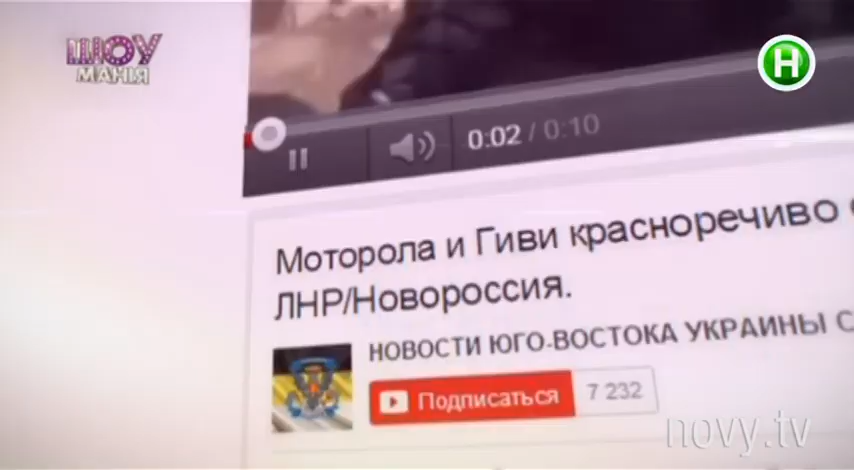 ШОУ
МАНІЯ
Н
0:02 / 0:10
Моторола и Гиви красноречиво
ЛНР/Новороссия.
НОВОСТИ ЮГО-ВОСТОКА УКРАИНЫ С
Подписаться
7 232
novy.tv